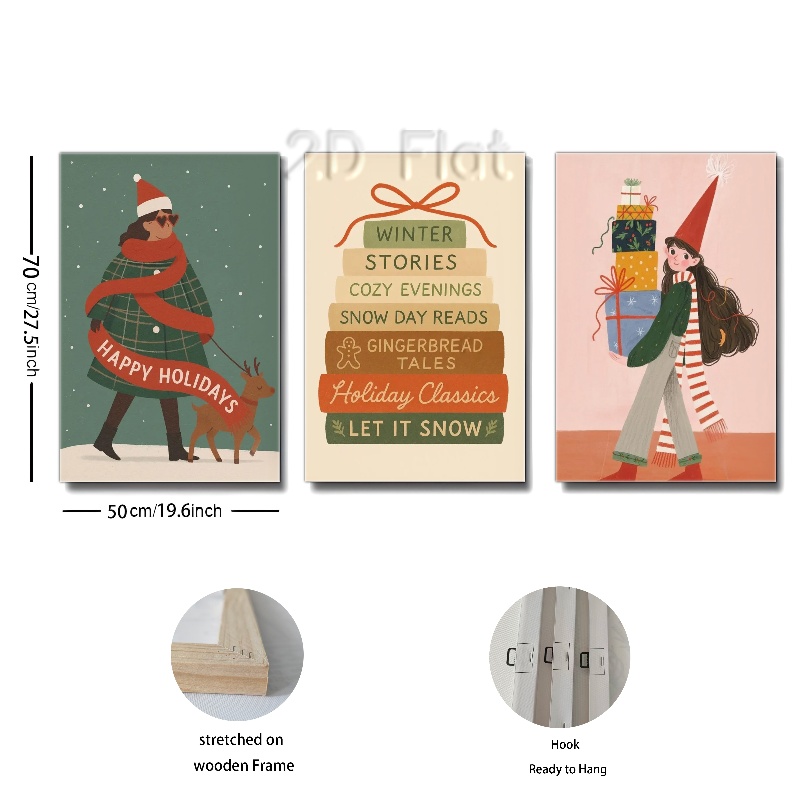 2D Flat
70cm/27.5inch
HAPPY HOLIDAYS
WINTER
STORIES
COZY EVENINGS
SNOW DAY READS
GINGERBREAD
TALES
Holiday Classics
LET IT SNOW
50cm/19.6inch
stretched on
wooden Frame
Hook
Ready to Hang